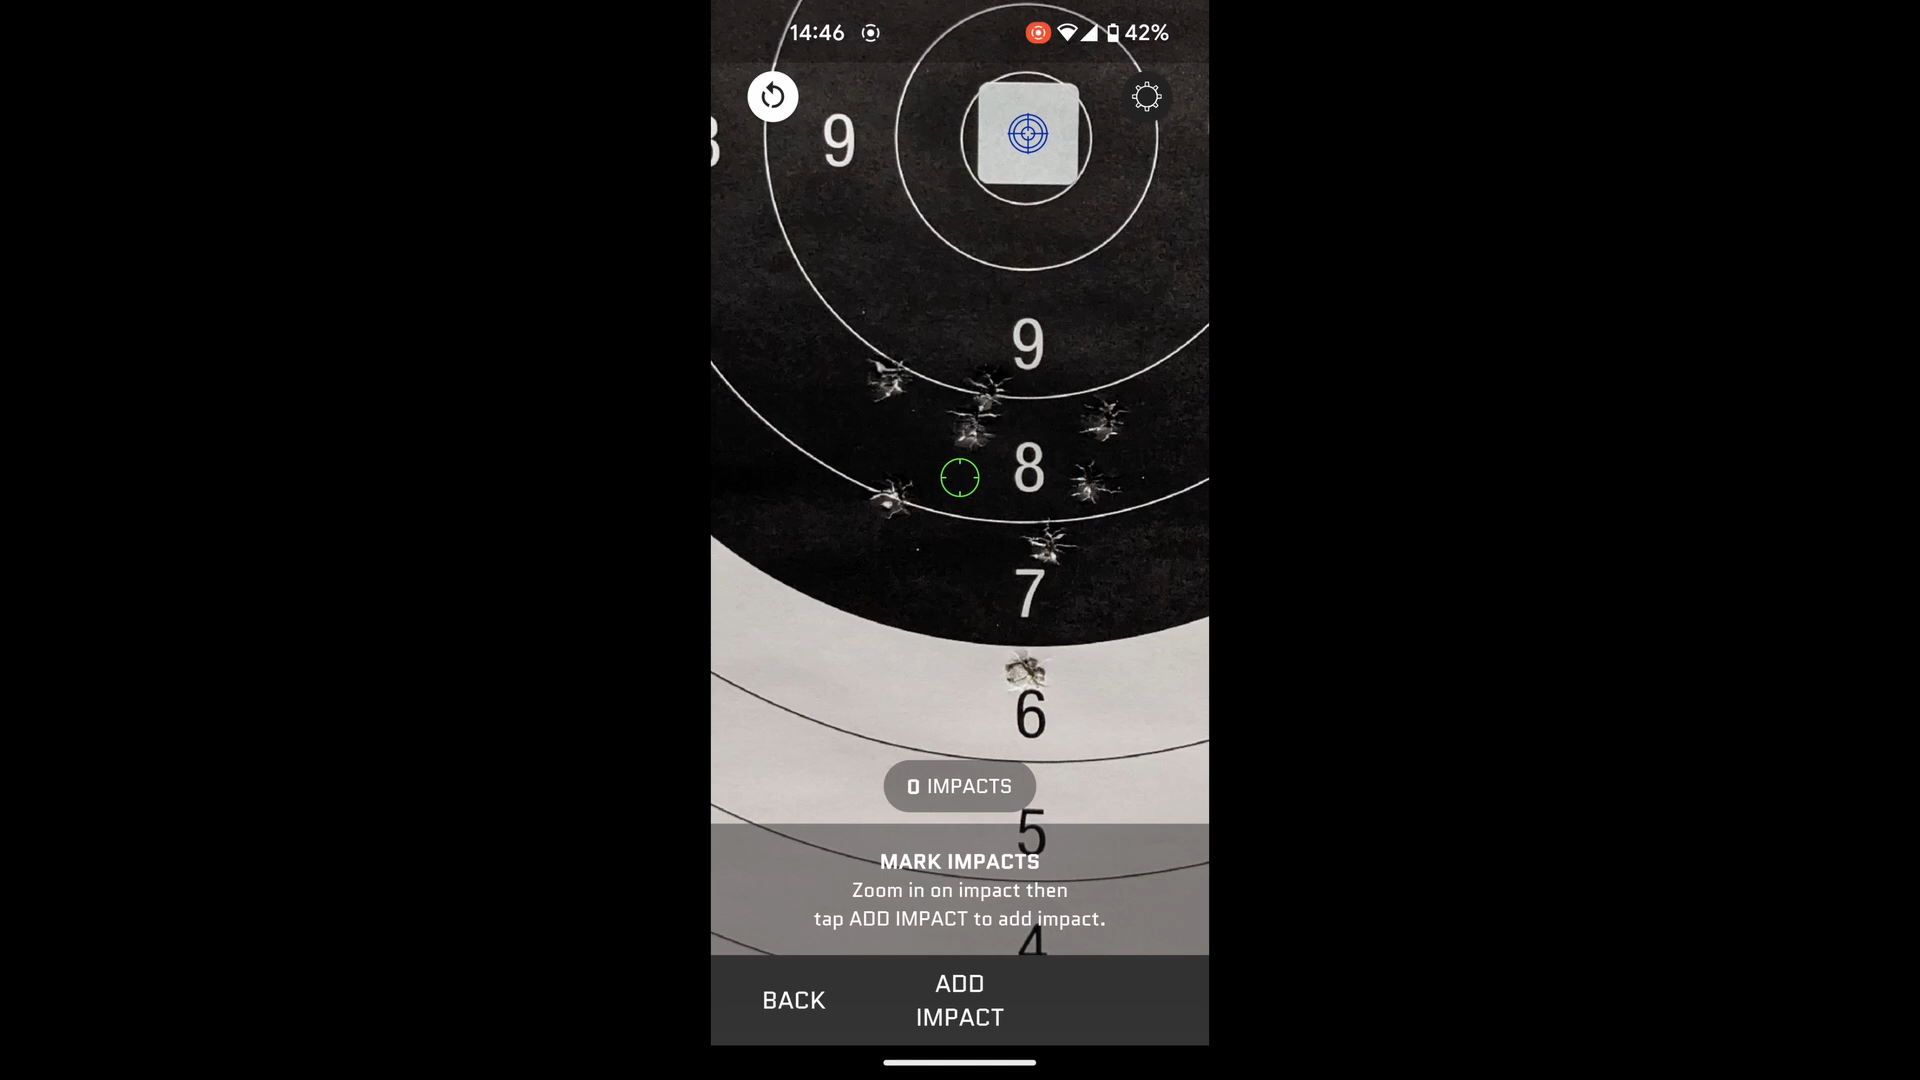 14:46 42%
9
9
8
7
6
0 IMPACTS
5
MARK IMPACTS
Zoom in on impact then
tap ADD IMPACT to add impact.
4
BACK
ADD
IMPACT